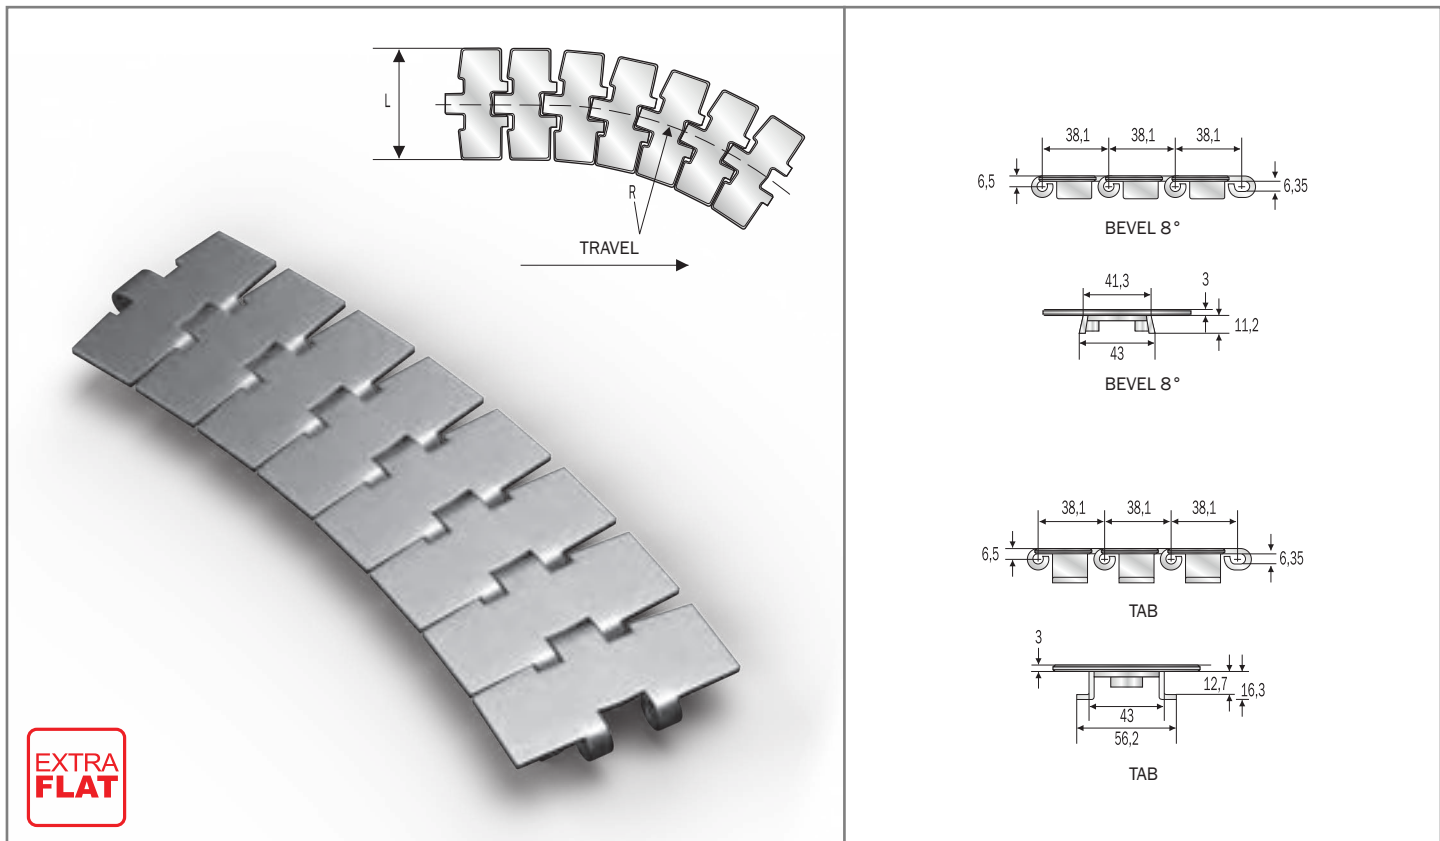 L
R
TRAVEL
EXTRA
FLAT
38,1 38,1 38,1
6,5
6,35
BEVEL 8°
41,3
3
11,2
43
BEVEL 8°
38,1 38,1 38,1
6,5
6,35
TAB
3
12,7
16,3
43
56,2
TAB